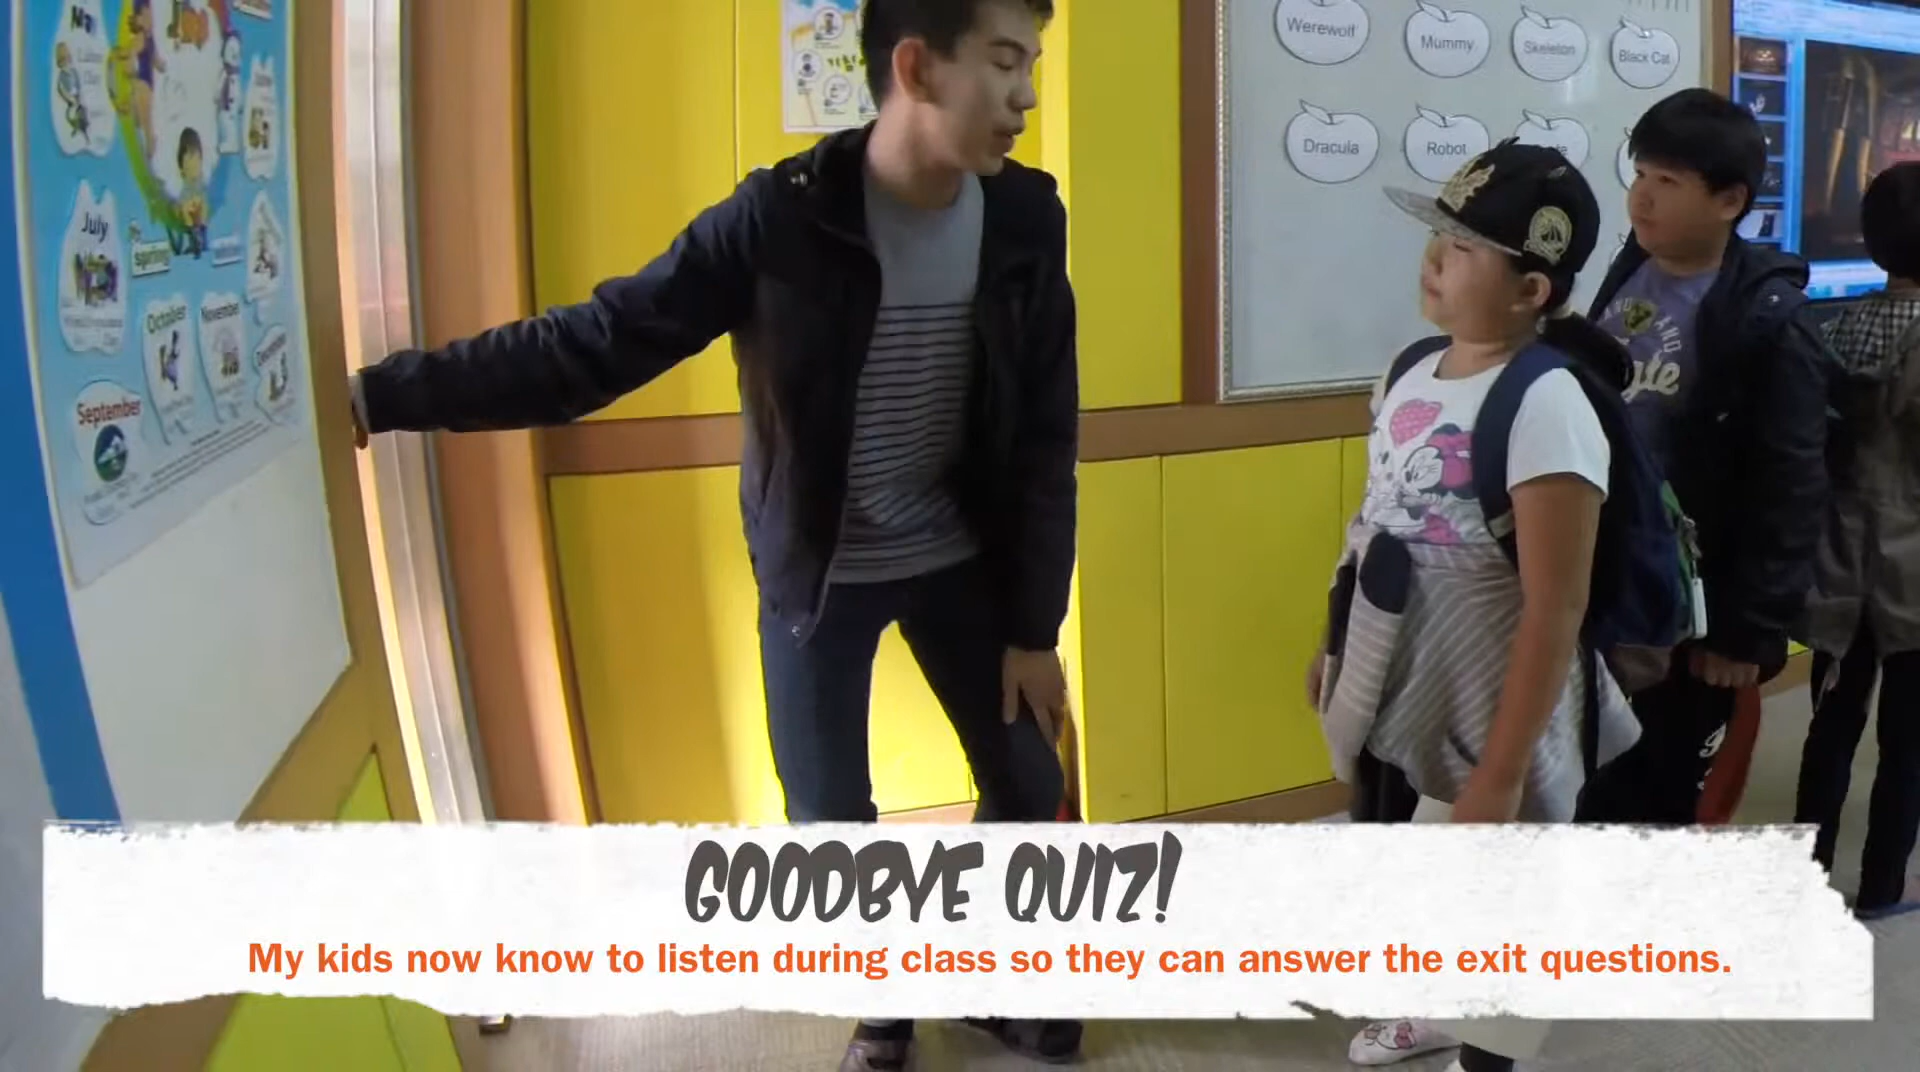 July
spring
October
November
September
December
Werewolf
Mummy
Skeleton
Black Cat
Dracula
Robot
GOODBYE QUIZ!
My kids now know to listen during class so they can answer the exit questions.